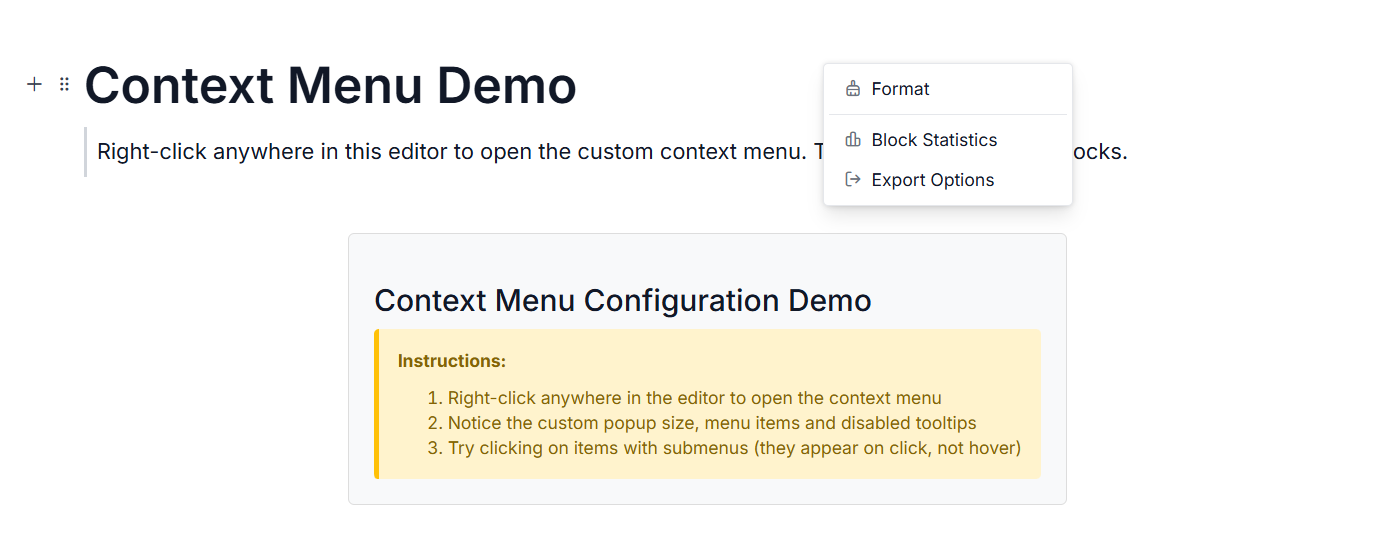 Context Menu Demo
Format
Right-click anywhere in this editor to open the custom context menu.
Block Statistics
Export Options
Context Menu Configuration Demo
Instructions:
1. Right-click anywhere in the editor to open the context menu
2. Notice the custom popup size, menu items and disabled tooltips
3. Try clicking on items with submenus (they appear on click, not hover)